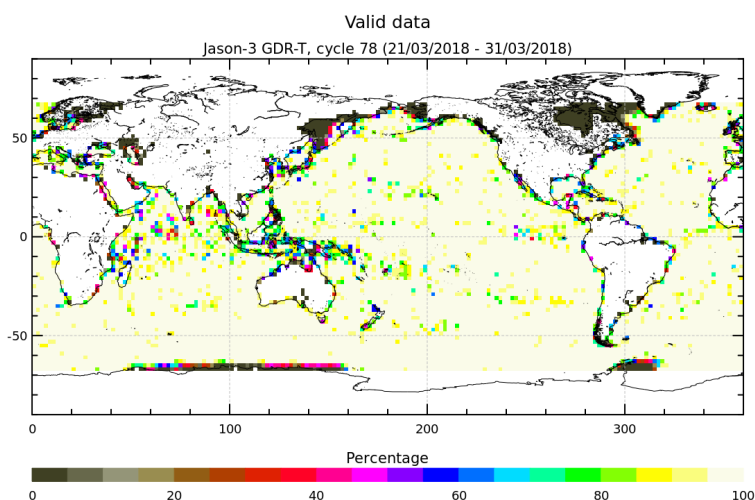 Valid data
Jason-3 GDR-T, cycle 78 (21/03/2018 - 31/03/2018)
50
0
-50
0 100 200 300
Percentage
0 20 40 60 80 100